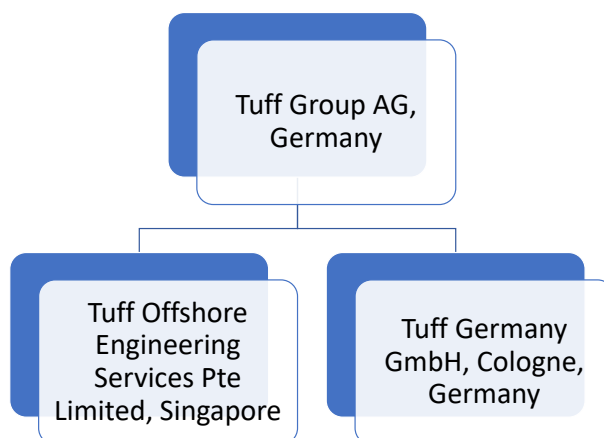 Tuff Group AG,
Germany
Tuff Offshore
Engineering
Services Pte
Limited, Singapore
Tuff Germany
GmbH, Cologne,
Germany